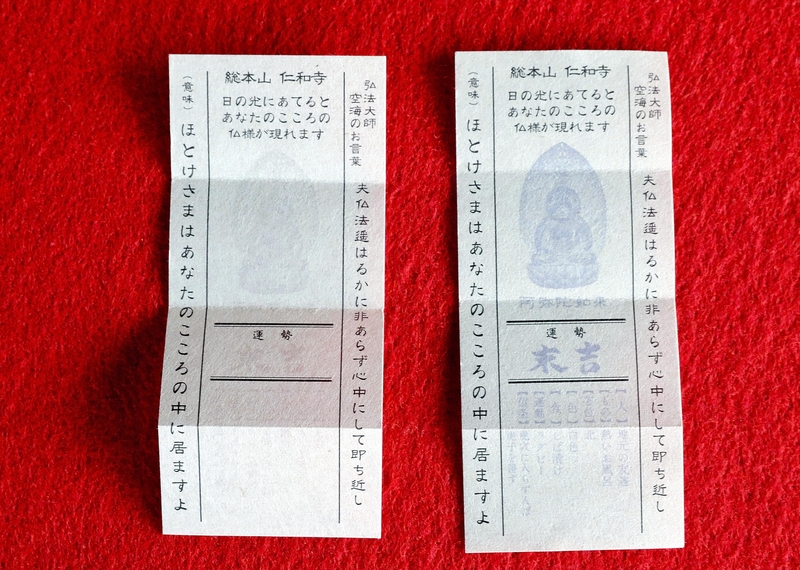 総本山 仁和寺
日の光にあてると
あなたのこころの
仏様が現れます
弘法大師
空海のお言葉
夫仏法遥はるかに非あらず心中にして即ち近し
（意味）
ほとけさまはあなたのこころの中に居ますよ
運 勢
総本山 仁和寺
日の光にあてると
あなたのこころの
仏様が現れます
弘法大師
空海のお言葉
夫仏法遥はるかに非あらず心中にして即ち近し
（意味）
ほとけさまはあなたのこころの中に居ますよ
阿弥陀如来
運 勢
末吉